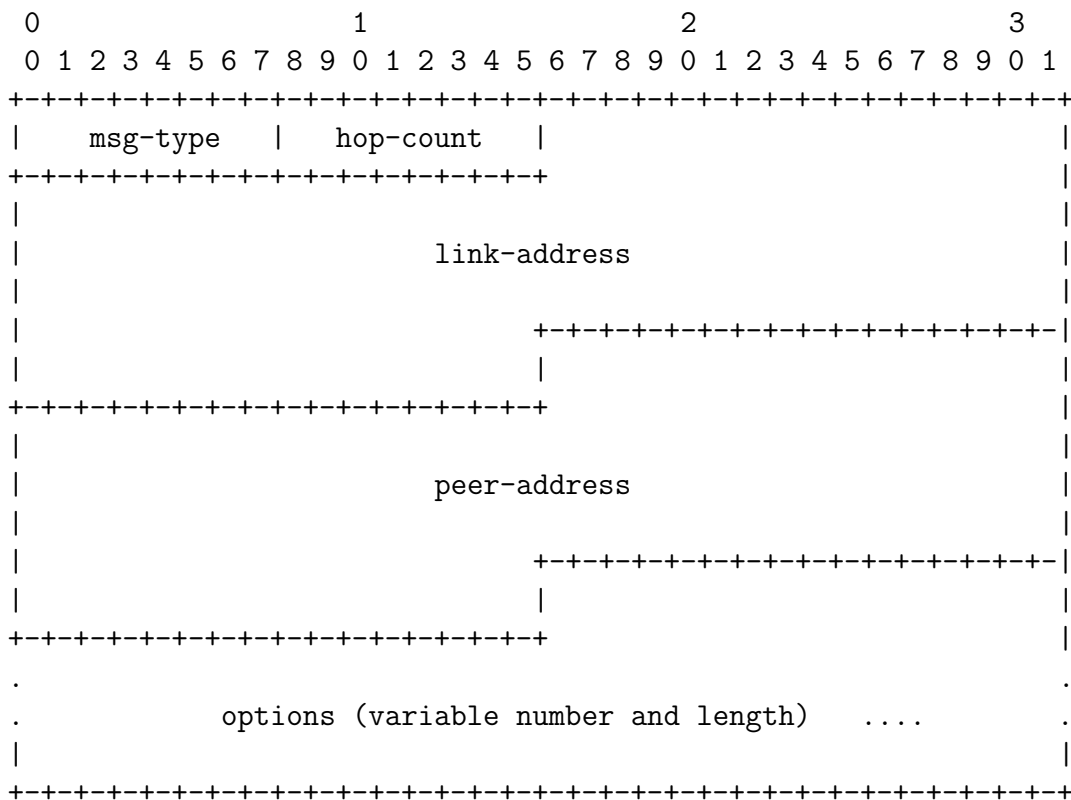 0                   1                   2                   3
0 1 2 3 4 5 6 7 8 9 0 1 2 3 4 5 6 7 8 9 0 1 2 3 4 5 6 7 8 9 0 1
+-+-+-+-+-+-+-+-+-+-+-+-+-+-+-+-+-+-+-+-+-+-+-+-+-+-+-+-+-+-+-+-+
|    msg-type   |   hop-count   |                               |
+-+-+-+-+-+-+-+-+-+-+-+-+-+-+-+-+                               |
|                                                               |
|                         link-address                          |
|                                                               |
|                               +-+-+-+-+-+-+-+-+-+-+-+-+-+-+-+-|
|                               |                               |
+-+-+-+-+-+-+-+-+-+-+-+-+-+-+-+-+                               |
|                                                               |
|                         peer-address                          |
|                                                               |
|                               +-+-+-+-+-+-+-+-+-+-+-+-+-+-+-+-|
|                               |                               |
+-+-+-+-+-+-+-+-+-+-+-+-+-+-+-+-+                               |
.                                                               .
.            options (variable number and length)   ....        .
|                                                               |
+-+-+-+-+-+-+-+-+-+-+-+-+-+-+-+-+-+-+-+-+-+-+-+-+-+-+-+-+-+-+-+-+